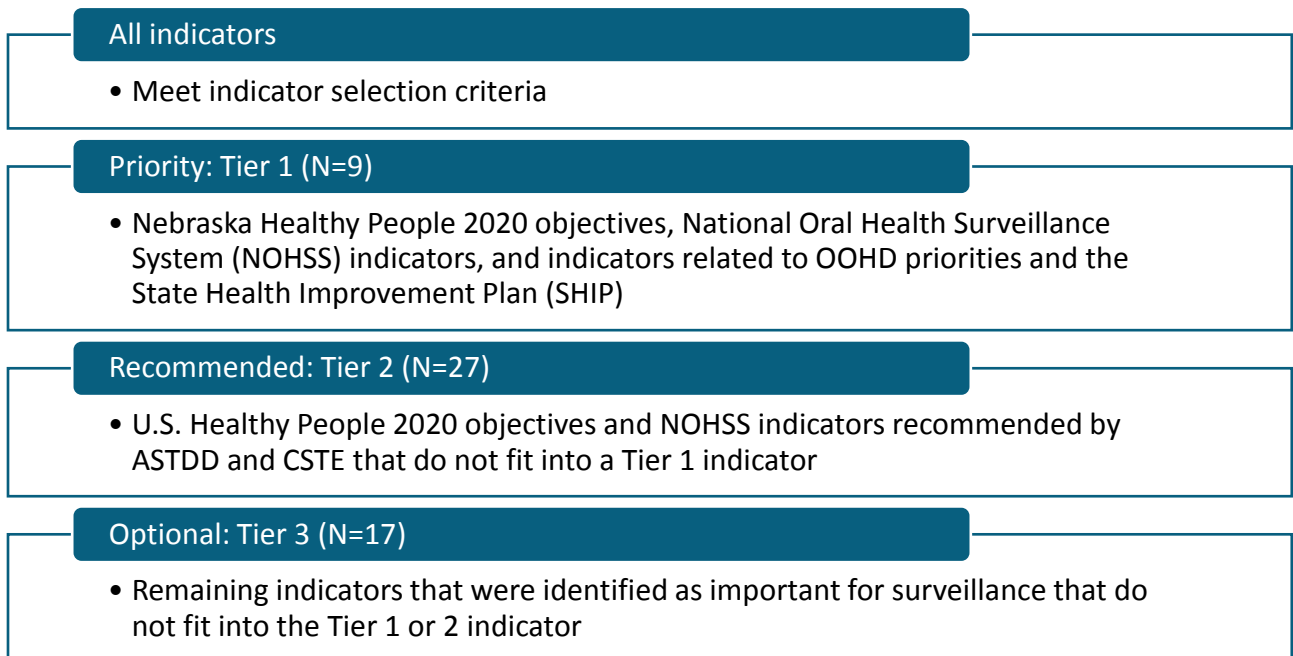 All indicators
• Meet indicator selection criteria
Priority: Tier 1 (N=9)
• Nebraska Healthy People 2020 objectives, National Oral Health Surveillance
System (NOHSS) indicators, and indicators related to OOHD priorities and the
State Health Improvement Plan (SHIP)
Recommended: Tier 2 (N=27)
• U.S. Healthy People 2020 objectives and NOHSS indicators recommended by
ASTDD and CSTE that do not fit into a Tier 1 indicator
Optional: Tier 3 (N=17)
• Remaining indicators that were identified as important for surveillance that do
not fit into the Tier 1 or 2 indicator